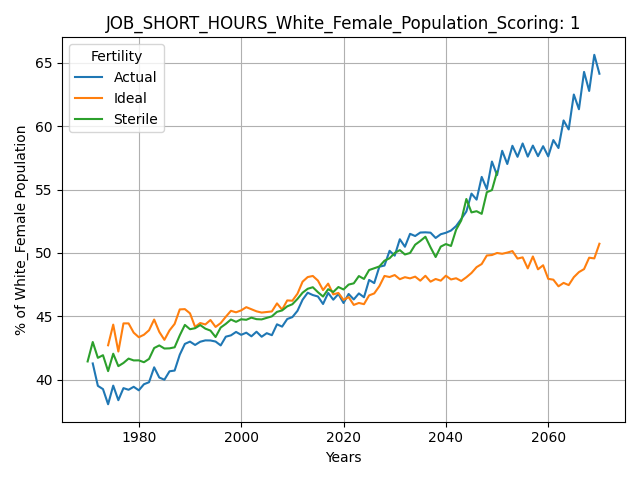 JOB_SHORT_HOURS_White_Female_Population_Scoring: 1
Fertility
Actual
Ideal
Sterile
% of White_Female Population
65
60
55
50
45
40
1980 2000 2020 2040 2060
Years